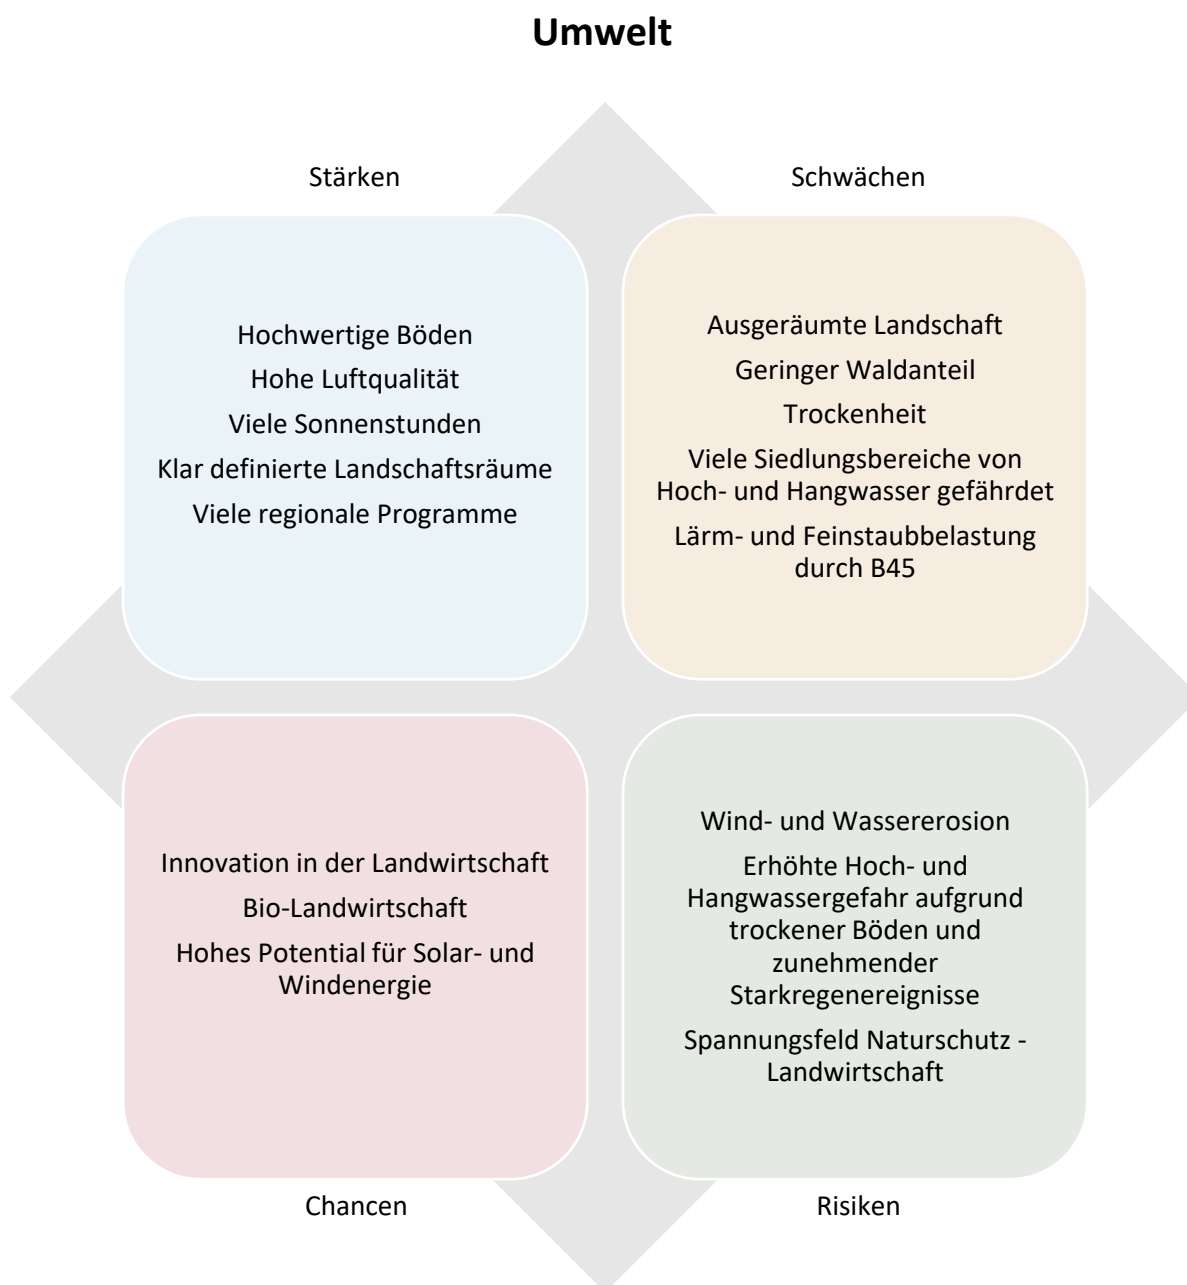 Umwelt
Stärken
Schwächen
Hochwertige Böden
Hohe Luftqualität
Viele Sonnenstunden
Klar definierte Landschaftsräume
Viele regionale Programme
Ausgeräumte Landschaft
Geringer Waldanteil
Trockenheit
Viele Siedlungsbereiche von
Hoch- und Hangwasser gefährdet
Lärm- und Feinstaubbelastung
durch B45
Innovation in der Landwirtschaft
Bio-Landwirtschaft
Hohes Potential für Solar- und
Windenergie
Wind- und Wassererosion
Erhöhte Hoch- und
Hangwassergefahr aufgrund
trockener Böden und
zunehmender
Starkregenereignisse
Spannungsfeld Naturschutz -
Landwirtschaft
Chancen
Risiken